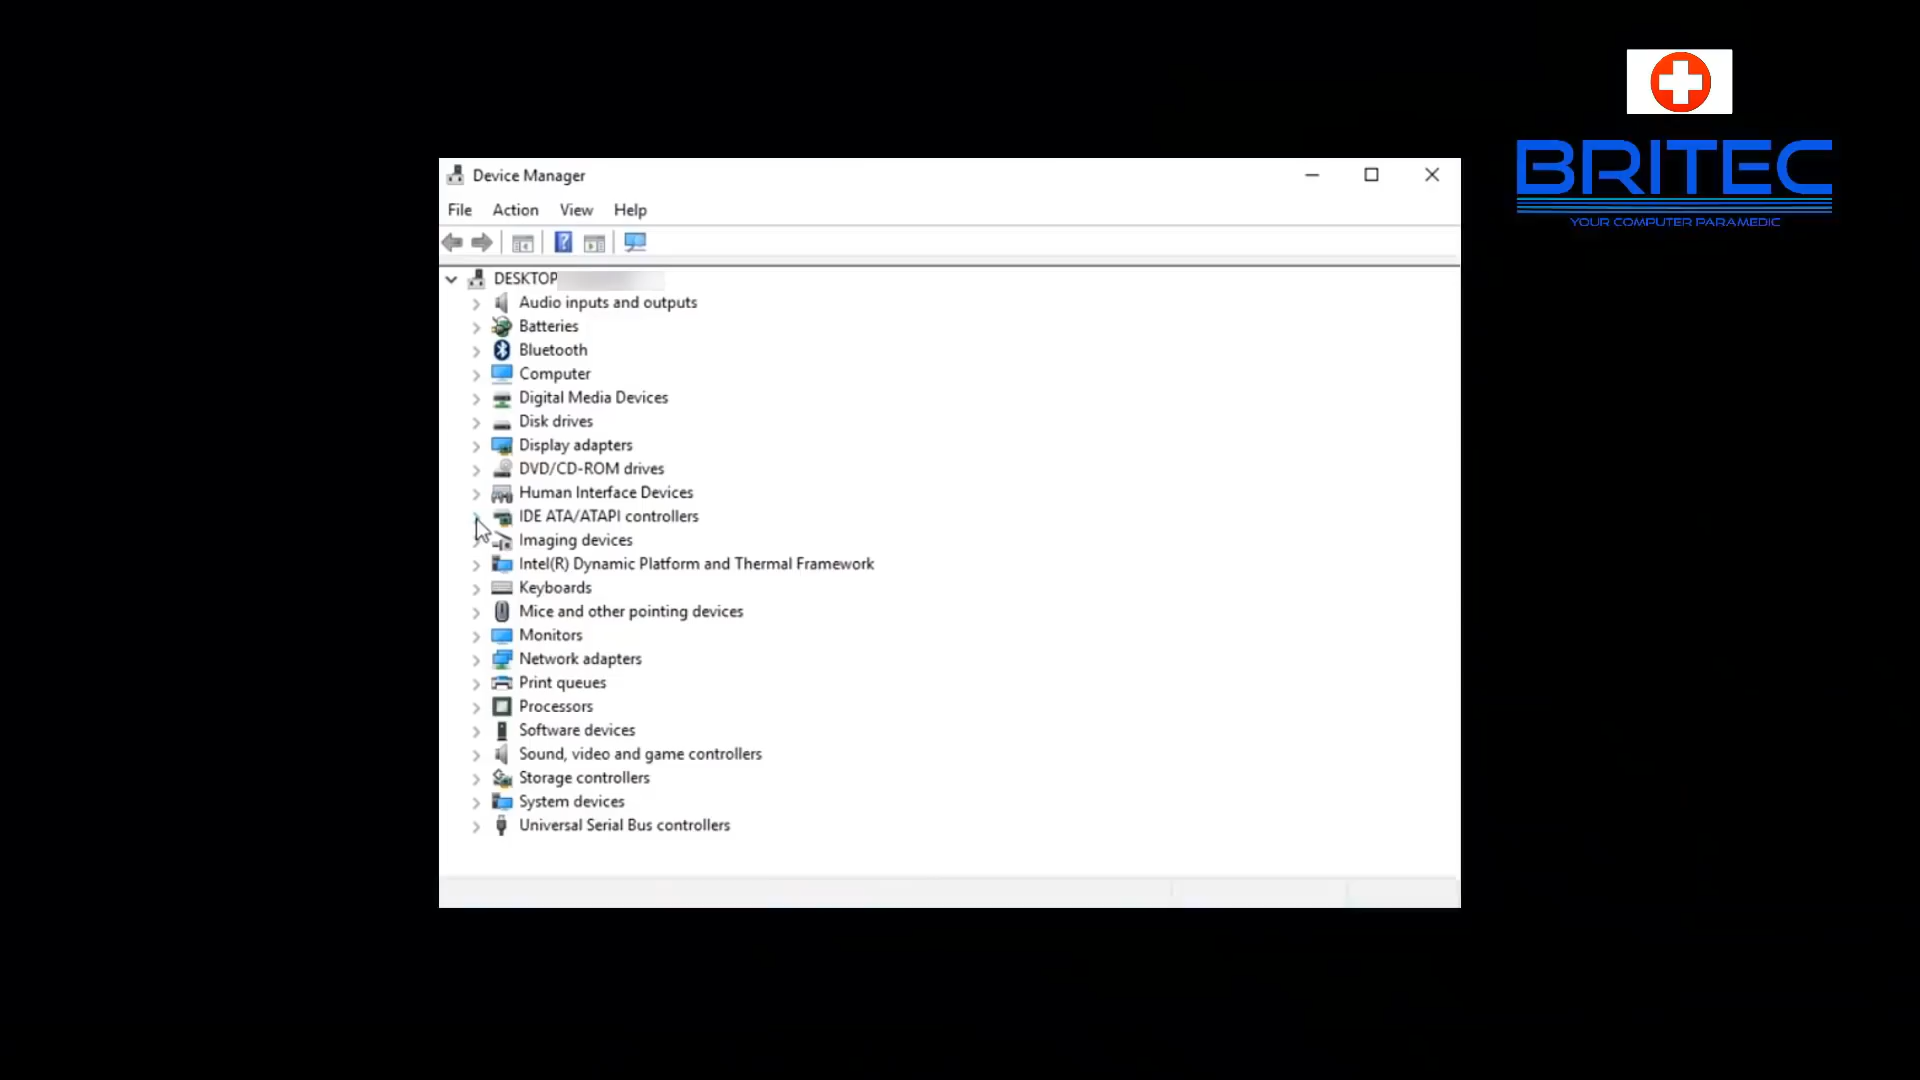 BRITEC
YOUR COMPUTER PARAMEDIC
Device Manager
File Action View Help
DESKTOP
Audio inputs and outputs
Batteries
Bluetooth
Computer
Digital Media Devices
Disk drives
Display adapters
DVD/CD-ROM drives
Human Interface Devices
IDE ATA/ATAPI controllers
Imaging devices
Intel(R) Dynamic Platform and Thermal Framework
Keyboards
Mice and other pointing devices
Monitors
Network adapters
Print queues
Processors
Software devices
Sound, video and game controllers
Storage controllers
System devices
Universal Serial Bus controllers